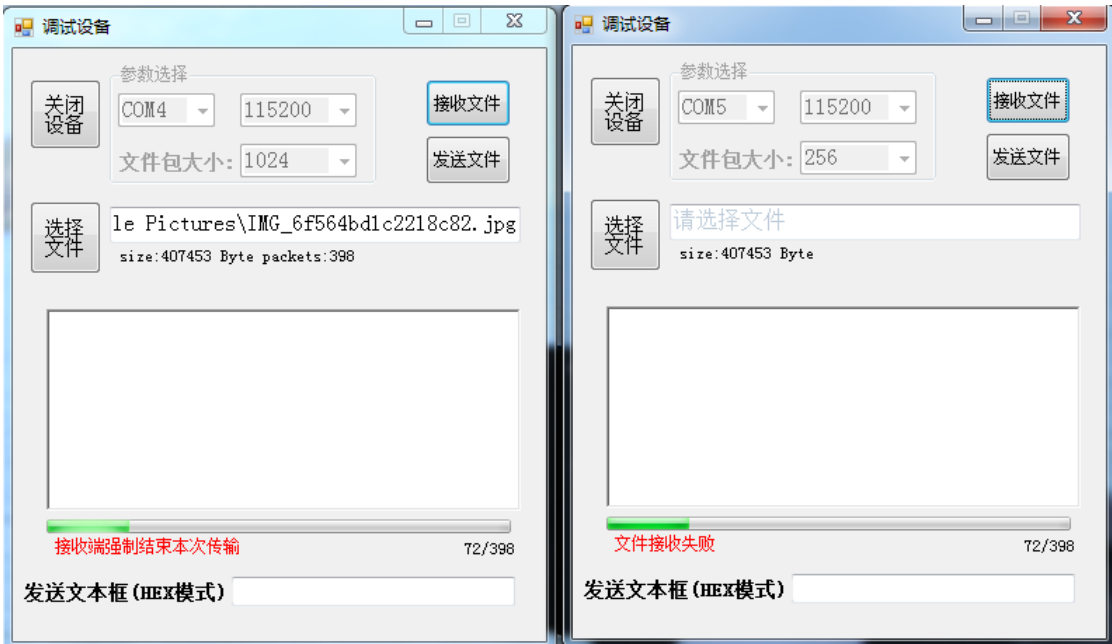 调试设备
参数选择
关闭
设备
COM4
115200
接收文件
文件包大小:
1024
发送文件
选择
文件
le Pictures\IMG_6f564bd1c2218c82.jpg
size:407453 Byte packets:398
接收端强制结束本次传输
72/398
发送文本框(HEX模式)
调试设备
参数选择
关闭
设备
COM5
115200
接收文件
文件包大小:
256
发送文件
选择
文件
请选择文件
size:407453 Byte
文件接收失败
72/398
发送文本框(HEX模式)